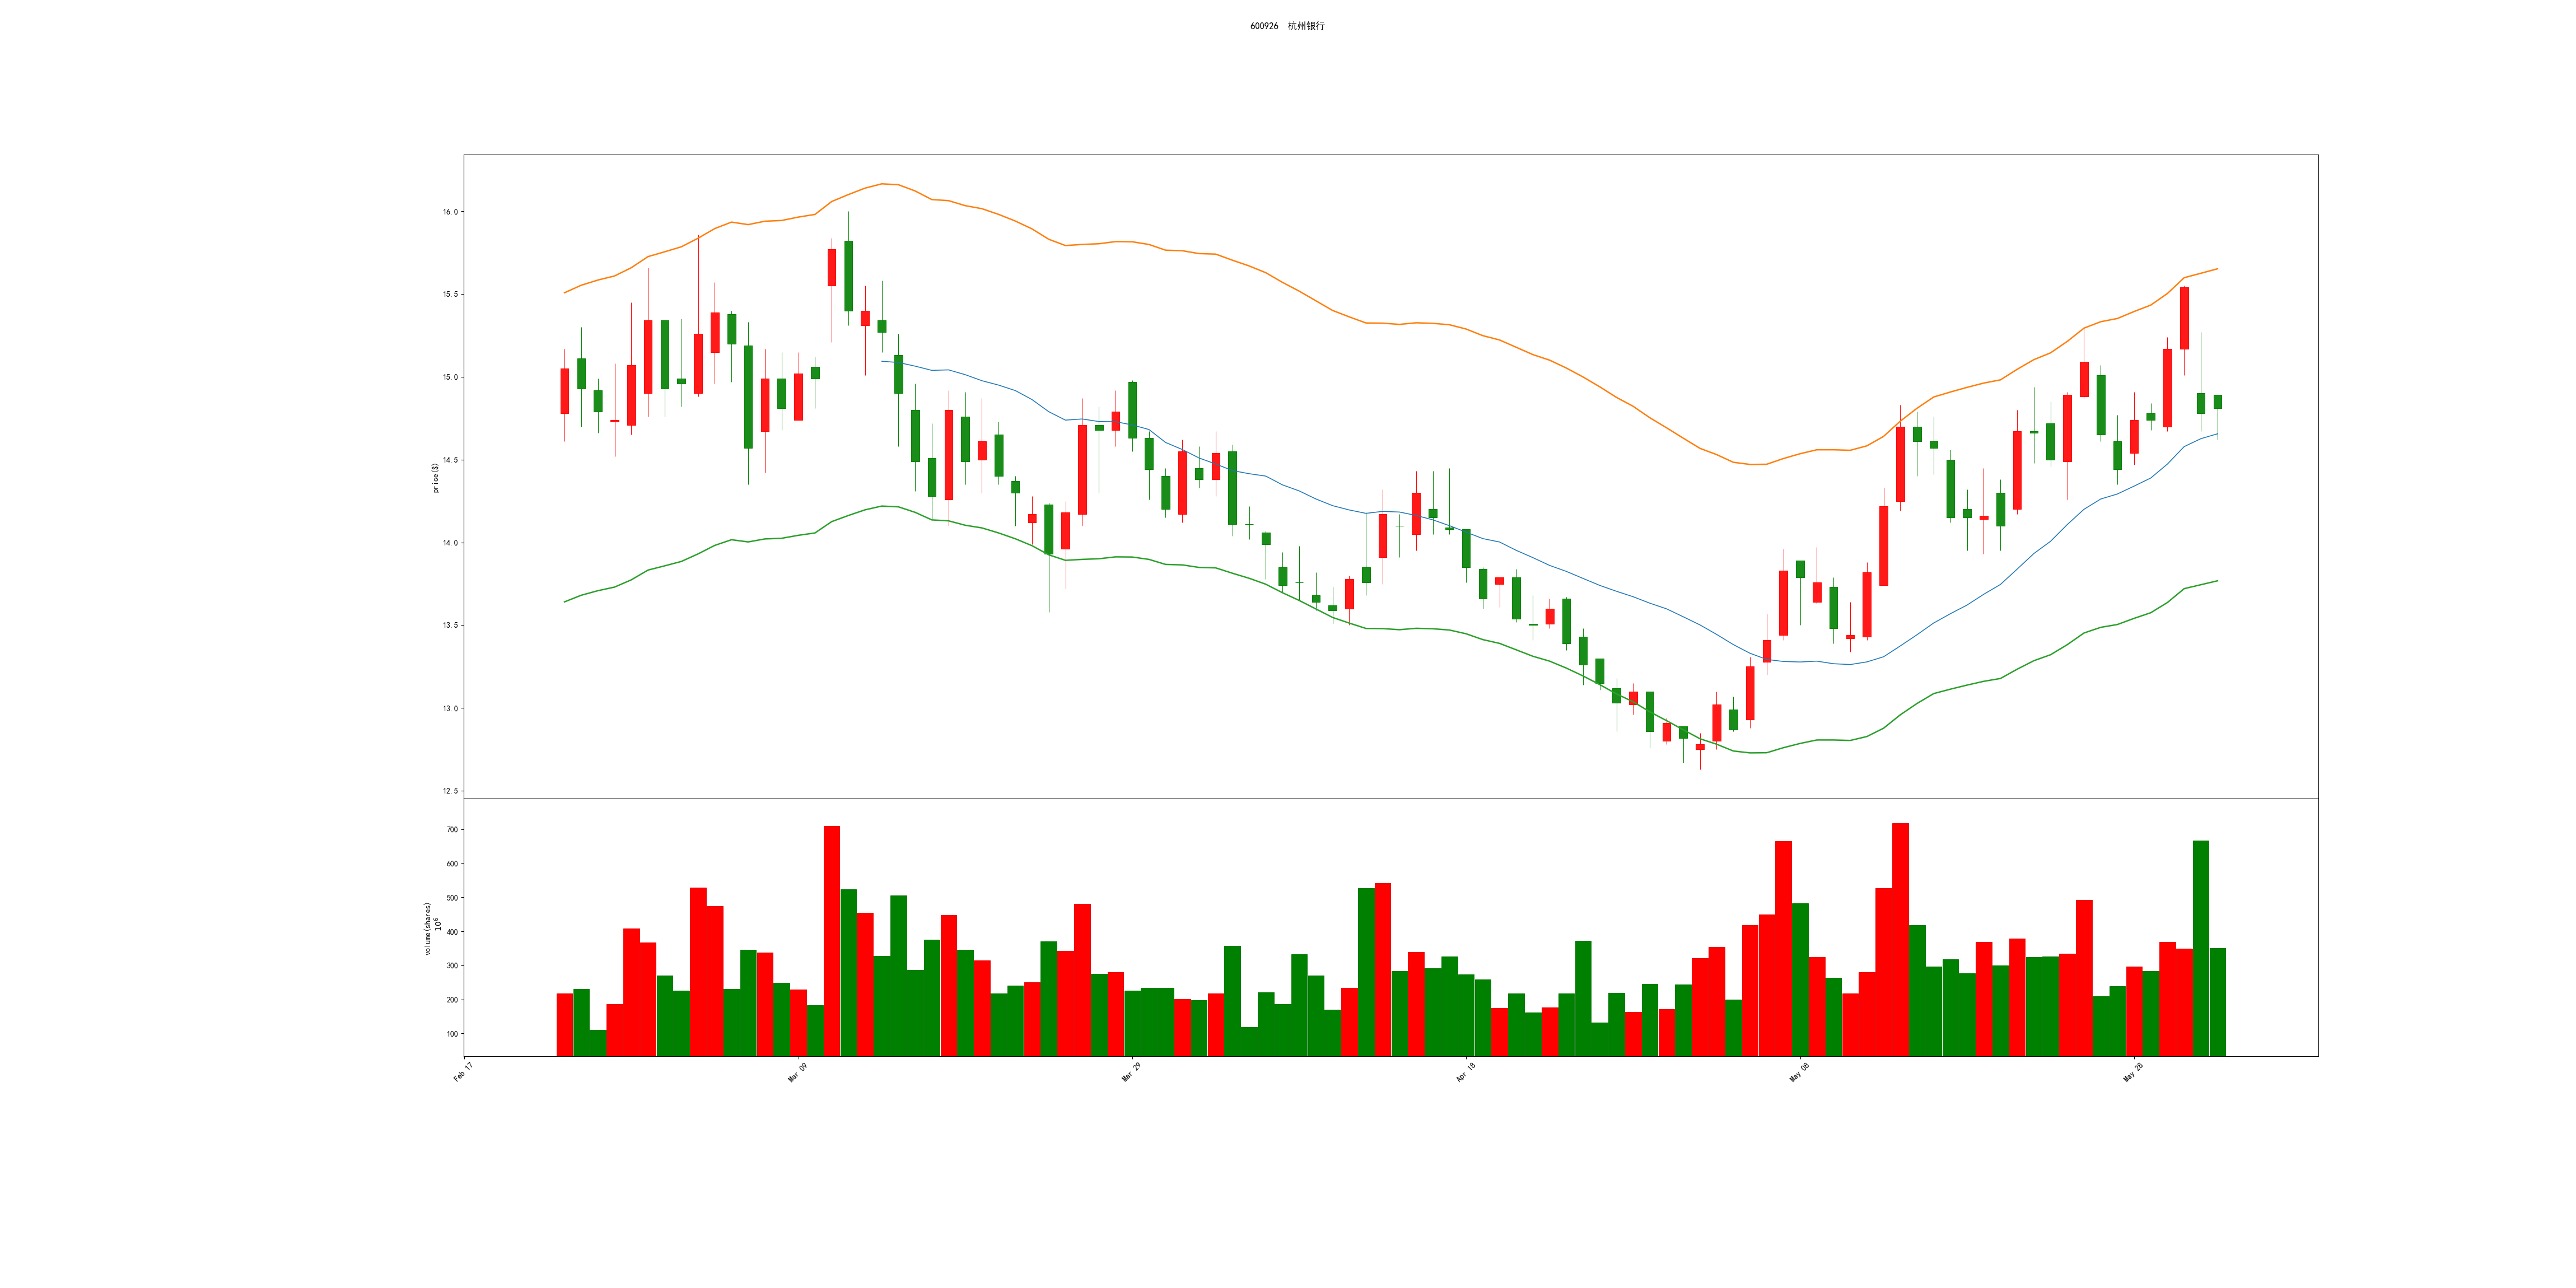 600926  杭州银行
price($)
16.0
15.5
15.0
14.5
14.0
13.5
13.0
12.5
volume(shares)
10^6
700
600
500
400
300
200
100
Feb 17
Mar 09
Mar 29
Apr 18
May 08
May 28